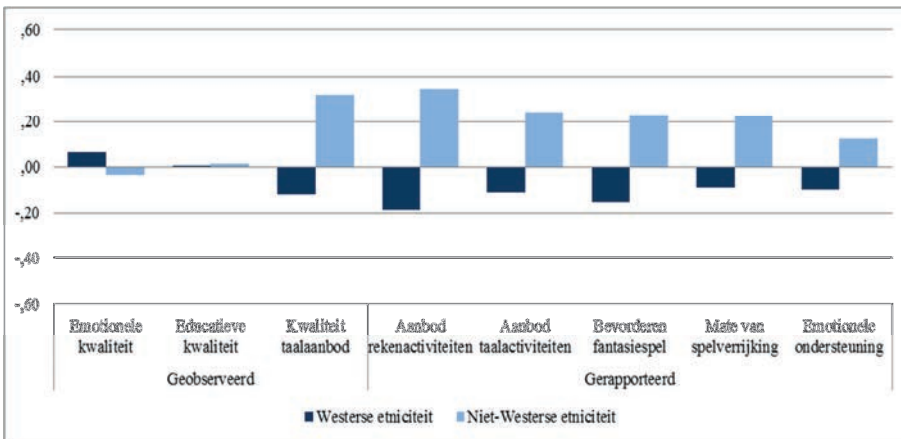 ,60
,40
,20
,00
-,20
-,40
-,60
Emotionele kwaliteit
Educatieve kwaliteit
Kwaliteit taalaanbod
Aanbod rekenactiviteiten
Aanbod taalactiviteiten
Bevorderen fantasiespel
Mate van spelverrijking
Emotionele ondersteuning
Geobserveerd
Gerapporteerd
Westerse etniciteit
Niet-Westerse etniciteit